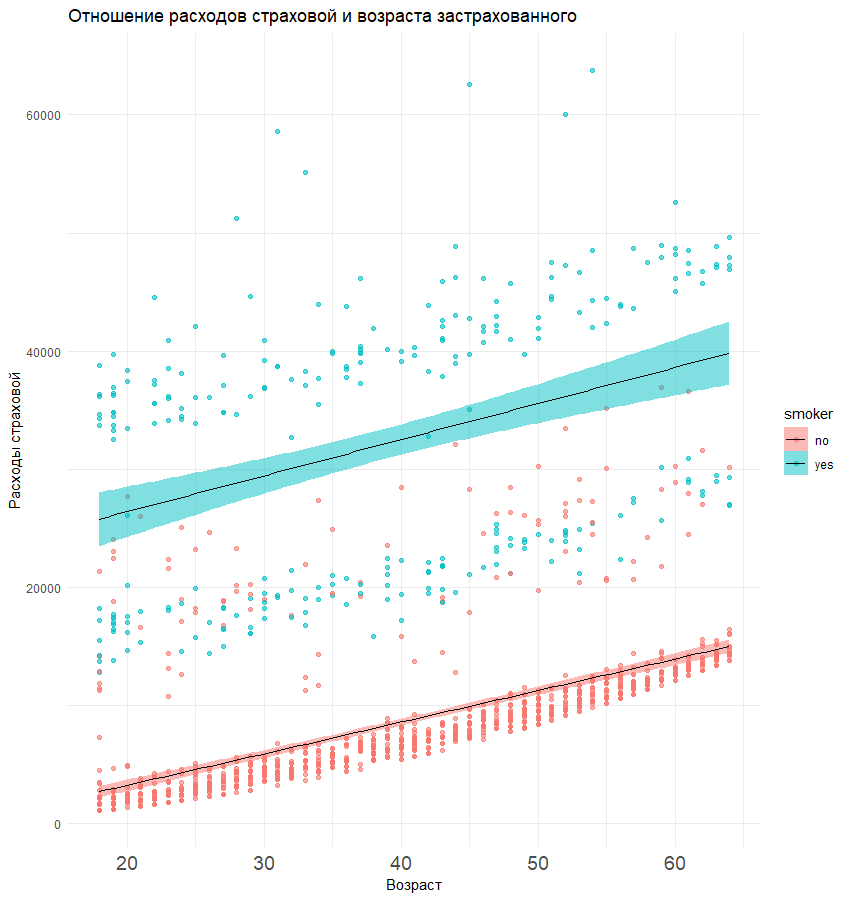 Отношение расходов страховой и возраста застрахованного
60000
40000
20000
0
Расходы страховой
20 30 40 50 60
Возраст
smoker
no
yes